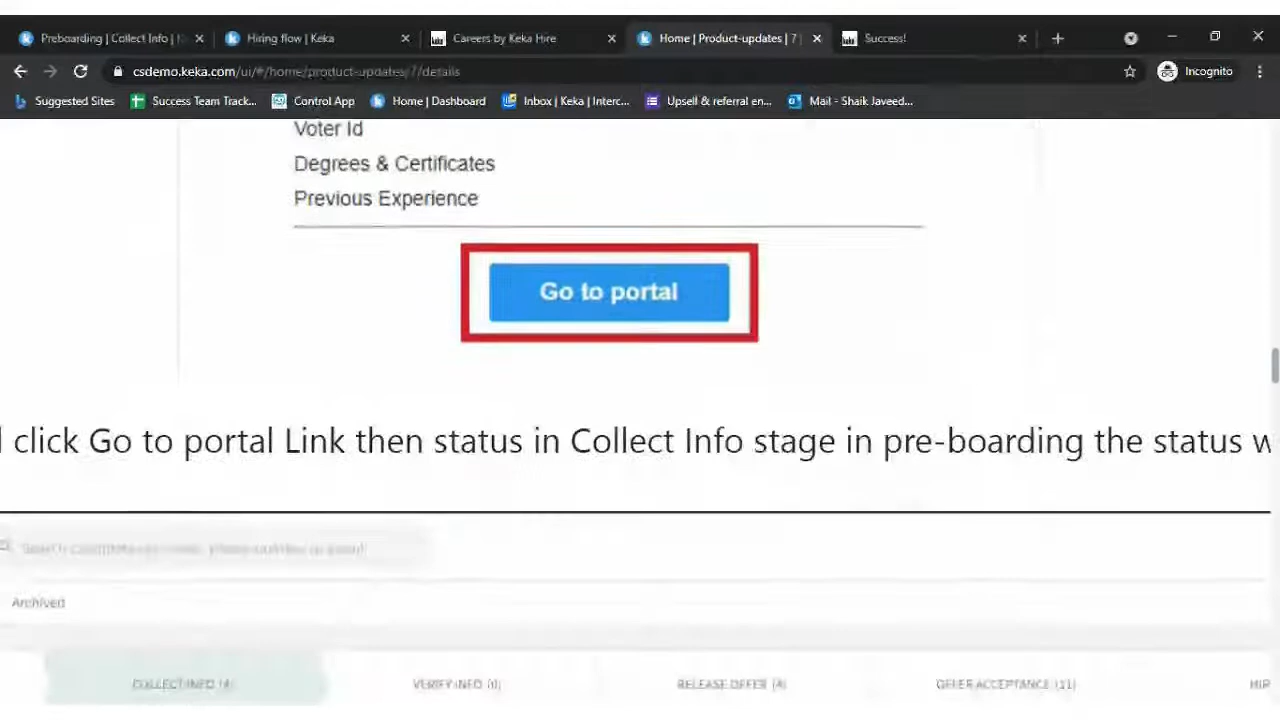 Preboarding | Collect Info |
Hiring flow | Keka
Careers by Keka Hire
Home | Product-updates | 7 |
Success!
csdemo.keka.com/ui/#/home/product-updates/7/details
Incognito
Suggested Sites
Success Team Track...
Control App
Home | Dashboard
Inbox | Keka | Interc...
Upsell & referral en...
Mail - Shaik Javeed...
Voter Id
Degrees & Certificates
Previous Experience
Go to portal
click Go to portal Link then status in Collect Info stage in pre-boarding the status w
Archived
COLLECT INFO (4)
VERIFY INFO (0)
RELEASE OFFER (4)
OFFER ACCEPTANCE (11)
HIR